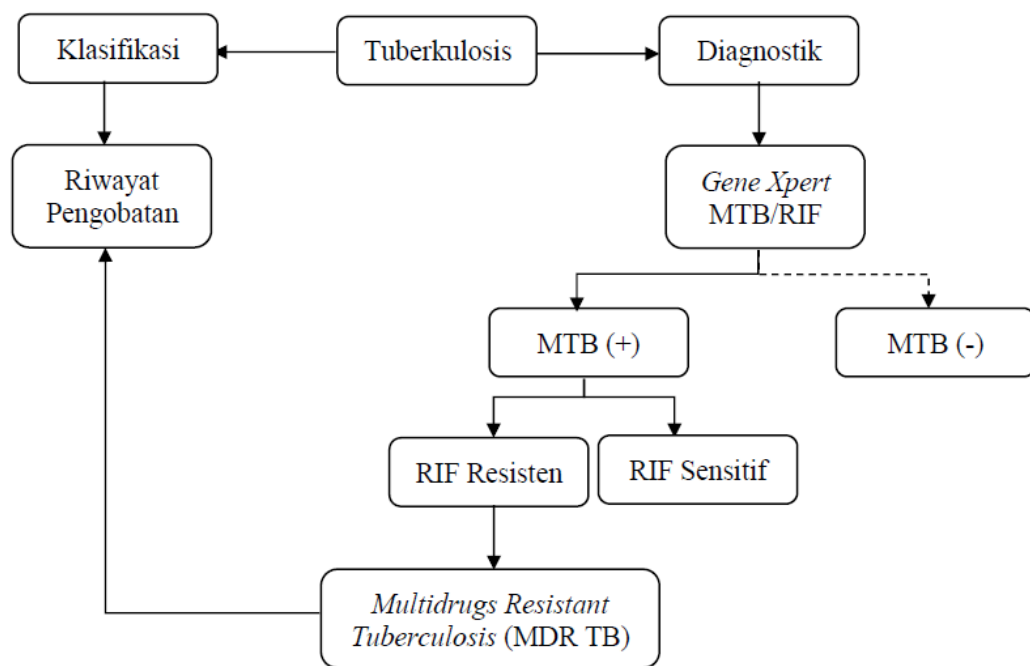 Klasifikasi
Tuberkulosis
Diagnostik
Riwayat
Pengobatan
Gene Xpert
MTB/RIF
MTB (+)
MTB (-)
RIF Resisten
RIF Sensitif
Multidrugs Resistant
Tuberculosis (MDR TB)